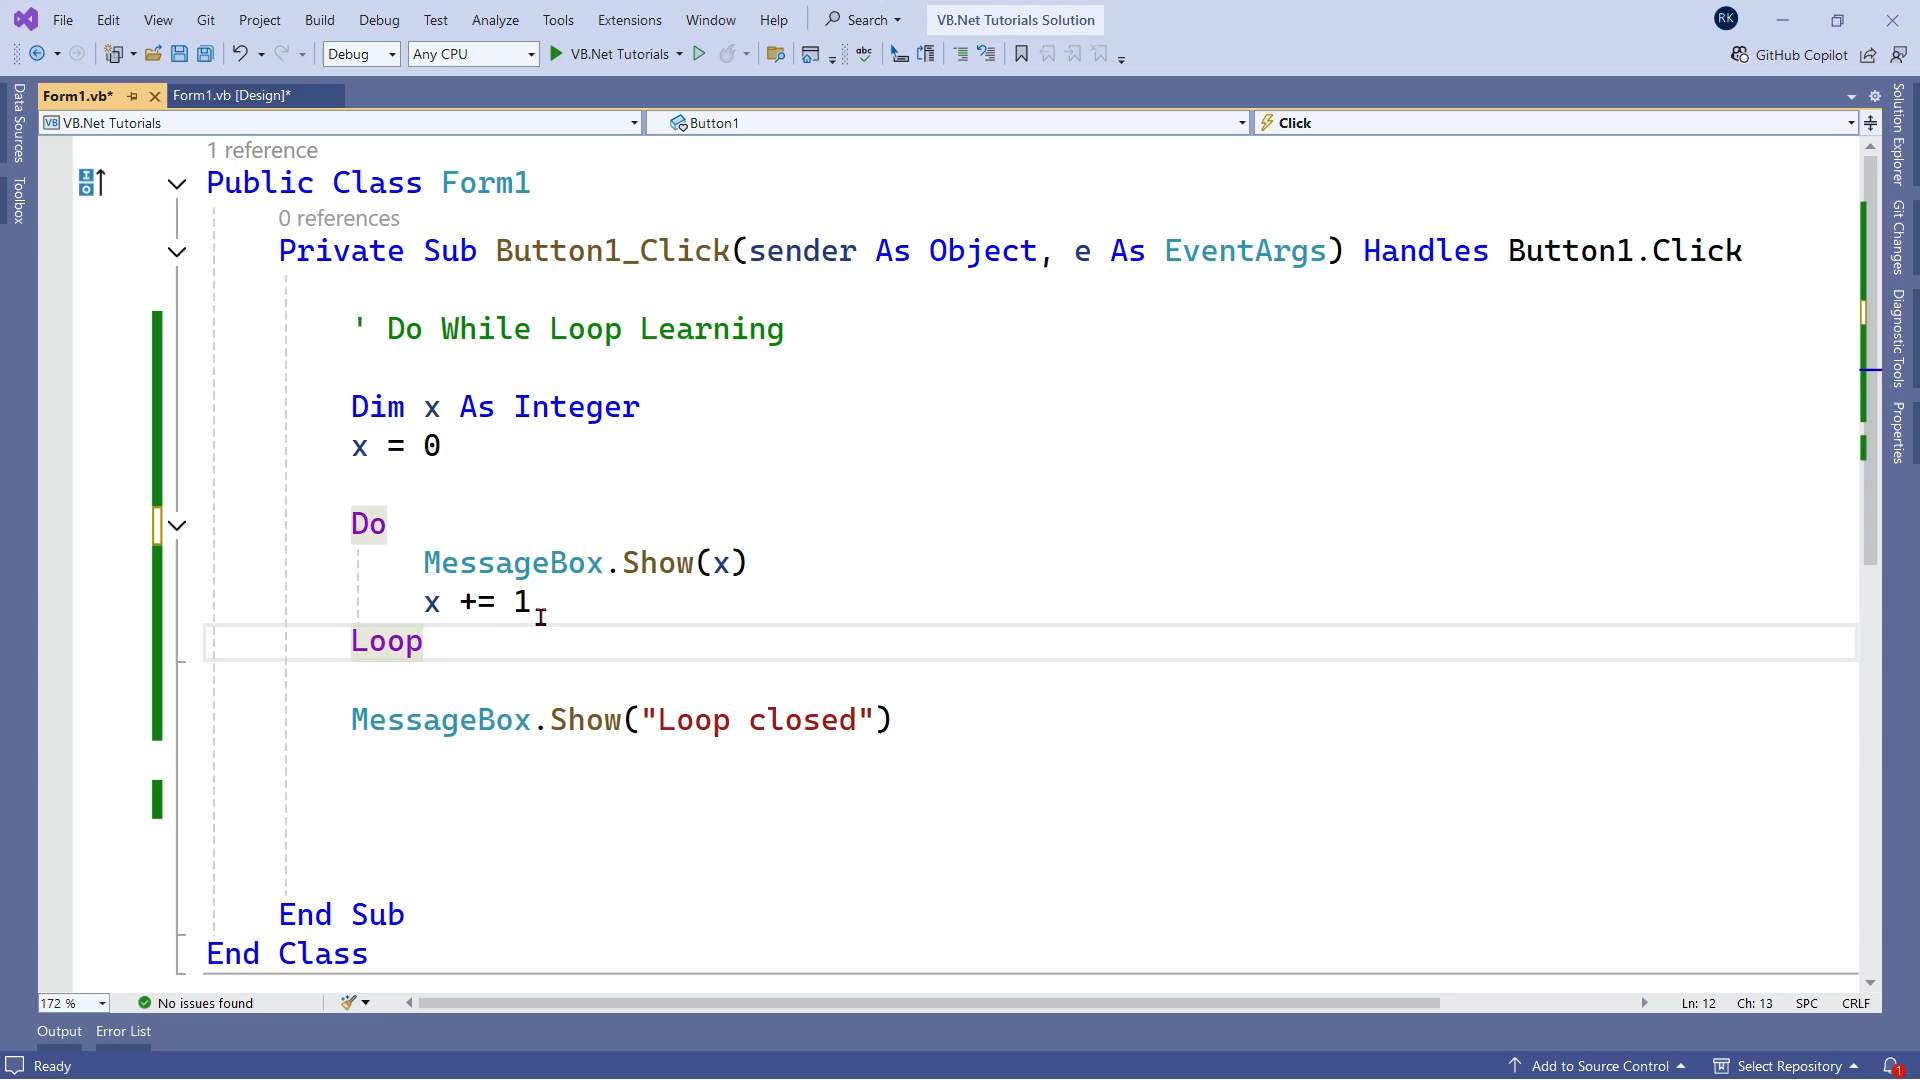 File Edit View Git Project Build Debug Test Analyze Tools Extensions Window Help Search VB.Net Tutorials Solution RK
Debug Any CPU VB.Net Tutorials abc GitHub Copilot
Form1.vb* Form1.vb [Design]*
VB VB.Net Tutorials Button1 Click
Data Sources
Toolbox
1 reference
Public Class Form1
0 references
Private Sub Button1_Click(sender As Object, e As EventArgs) Handles Button1.Click
' Do While Loop Learning
Dim x As Integer
x = 0
Do
MessageBox.Show(x)
x += 1
Loop
MessageBox.Show("Loop closed")
End Sub
End Class
Solution Explorer
Git Changes
Diagnostic Tools
Properties
172 % No issues found Ln: 12 Ch: 13 SPC CRLF
Output Error List
Ready Add to Source Control Select Repository 1